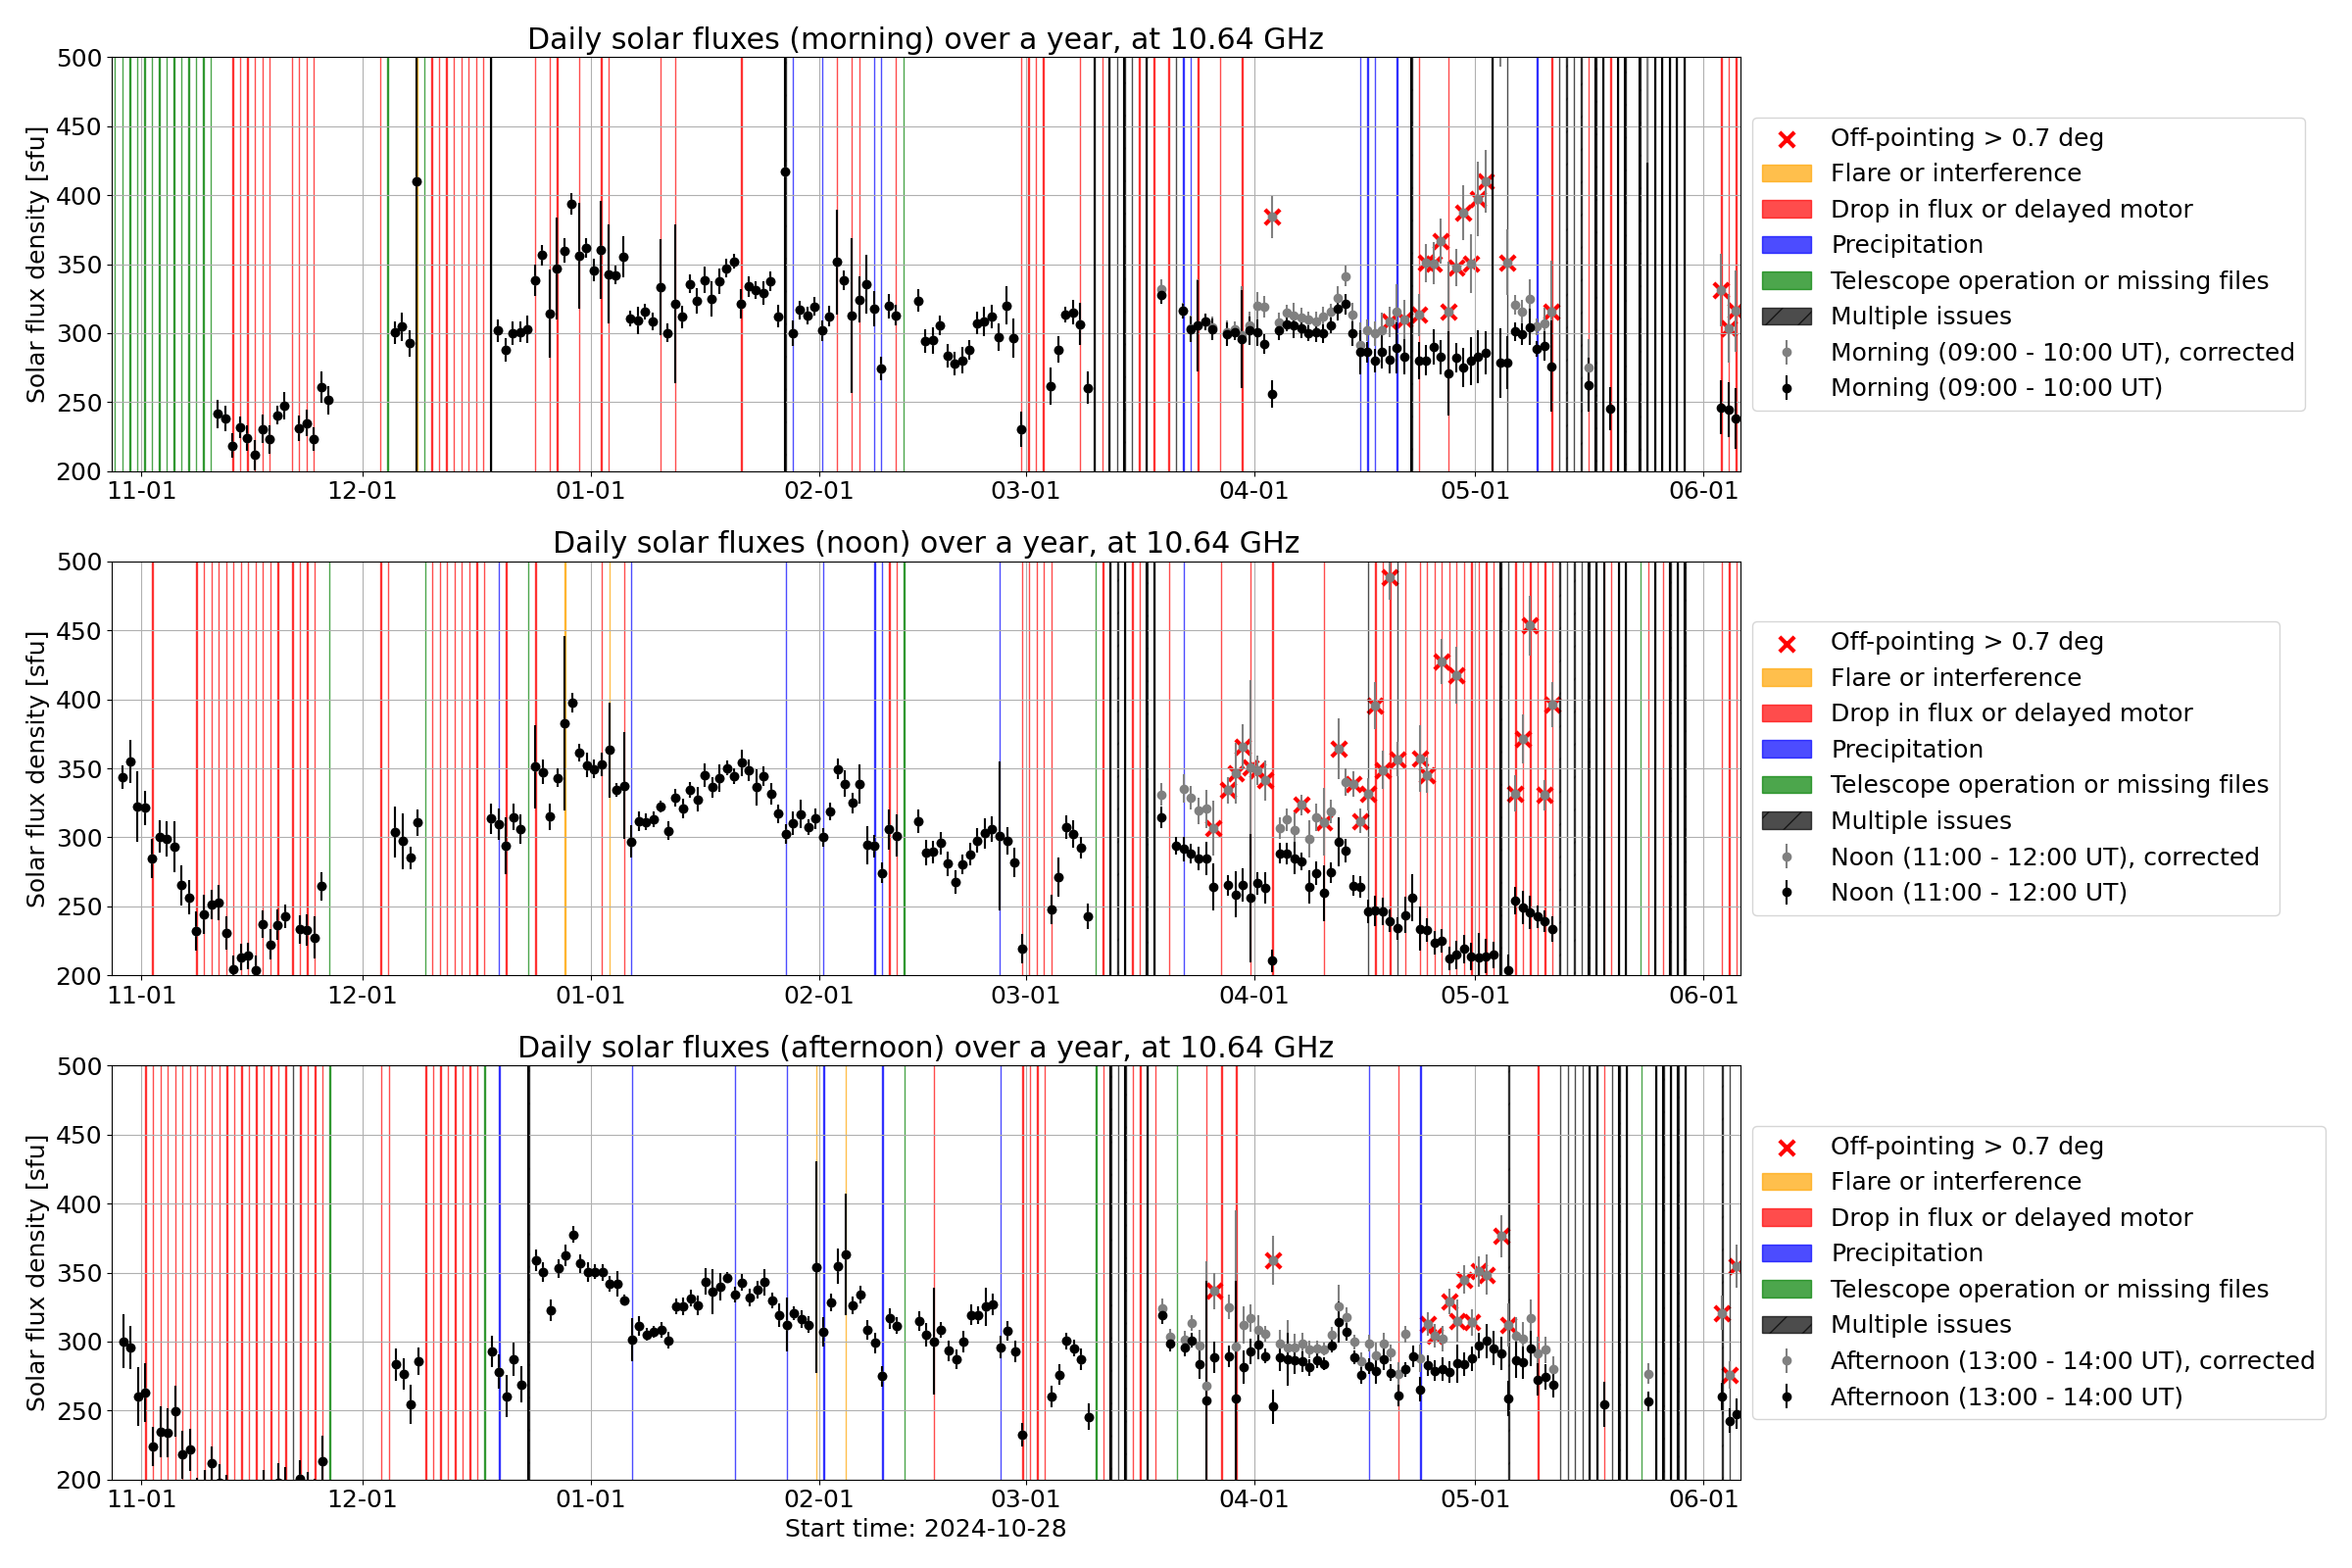 Daily solar fluxes (morning) over a year, at 10.64 GHz
Solar flux density [sfu]
500
450
400
350
300
250
200
11-01 12-01 01-01 02-01 03-01 04-01 05-01 06-01
Off-pointing > 0.7 deg
Flare or interference
Drop in flux or delayed motor
Precipitation
Telescope operation or missing files
Multiple issues
Morning (09:00 - 10:00 UT), corrected
Morning (09:00 - 10:00 UT)
Daily solar fluxes (noon) over a year, at 10.64 GHz
Solar flux density [sfu]
500
450
400
350
300
250
200
11-01 12-01 01-01 02-01 03-01 04-01 05-01 06-01
Off-pointing > 0.7 deg
Flare or interference
Drop in flux or delayed motor
Precipitation
Telescope operation or missing files
Multiple issues
Noon (11:00 - 12:00 UT), corrected
Noon (11:00 - 12:00 UT)
Daily solar fluxes (afternoon) over a year, at 10.64 GHz
Solar flux density [sfu]
500
450
400
350
300
250
200
11-01 12-01 01-01 02-01 03-01 04-01 05-01 06-01
Off-pointing > 0.7 deg
Flare or interference
Drop in flux or delayed motor
Precipitation
Telescope operation or missing files
Multiple issues
Afternoon (13:00 - 14:00 UT), corrected
Afternoon (13:00 - 14:00 UT)
Start time: 2024-10-28